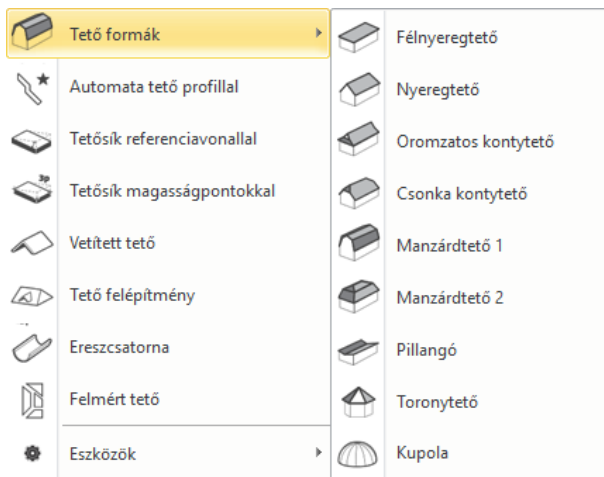 Tető formák
Automata tető profillal
Tetősík referenciavonallal
3p
Tetősík magasságpontokkal
Vetített tető
Tető felépítmény
Ereszcsatorna
Felmért tető
Eszközök
Félnyeregtető
Nyeregtető
Oromzatos kontytető
Csonka kontytető
Manzárdtető 1
Manzárdtető 2
Pillangó
Toronytető
Kupola